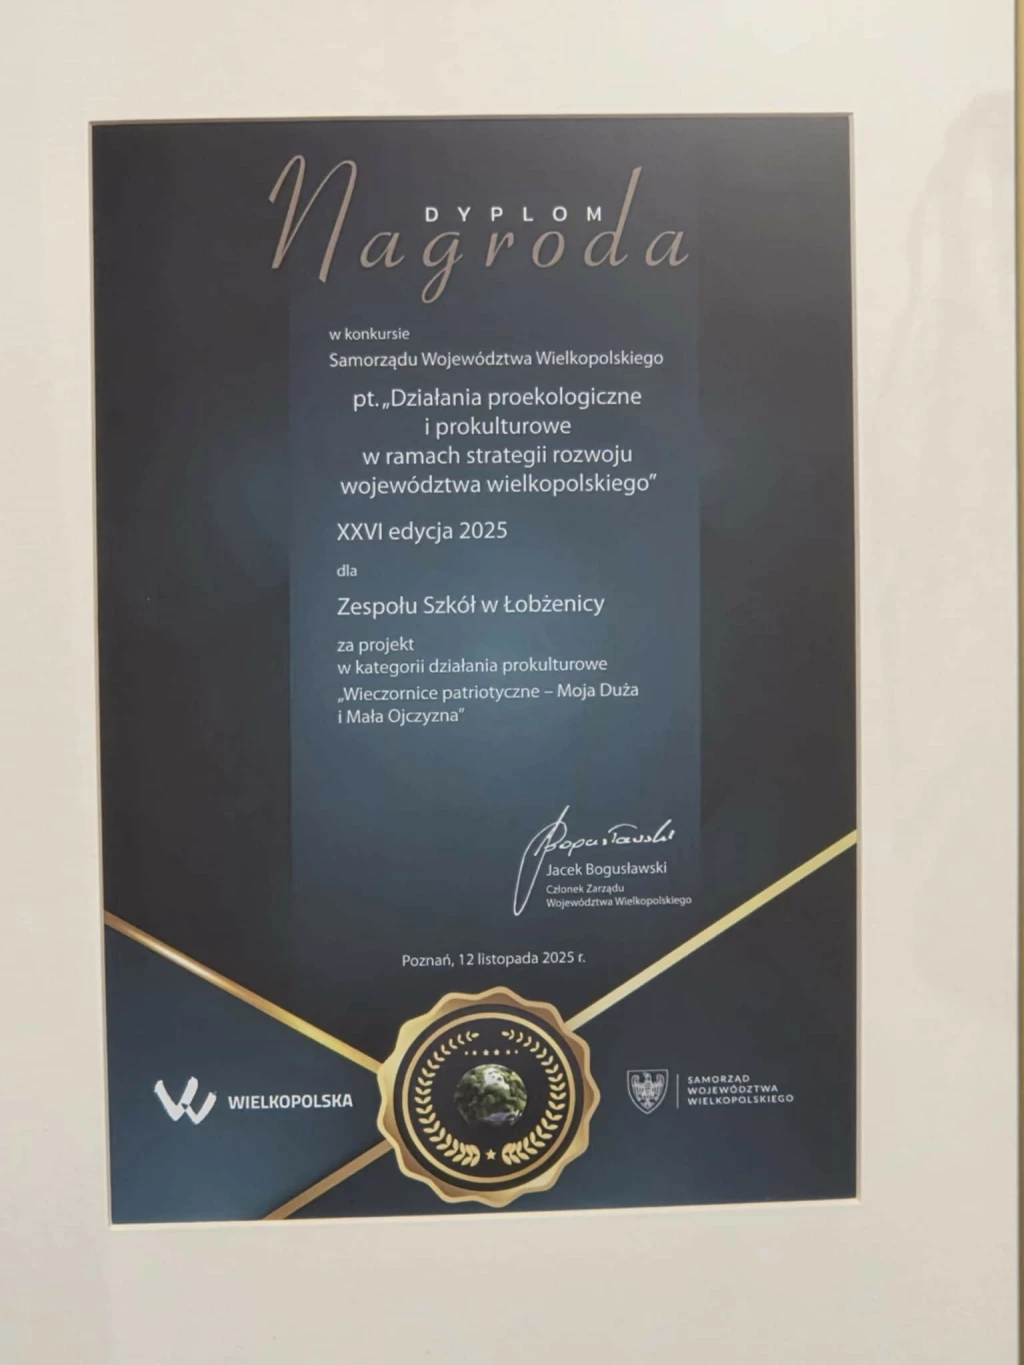 DYPLOM
Nagroda
w konkursie
Samorządu Województwa Wielkopolskiego
pt. „Działania proekologiczne
i prokulturowe
w ramach strategii rozwoju
województwa wielkopolskiego”
XXVI edycja 2025
dla
Zespołu Szkół w Łobżenicy
za projekt
w kategorii działania prokulturowe
„Wieczornice patriotyczne – Moja Duża
i Mała Ojczyzna”
Bogusławski
Jacek Bogusławski
Członek Zarządu
Województwa Wielkopolskiego
Poznań, 12 listopada 2025 r.
WIELKOPOLSKA
SAMORZĄD
WOJEWÓDZTWA
WIELKOPOLSKIEGO